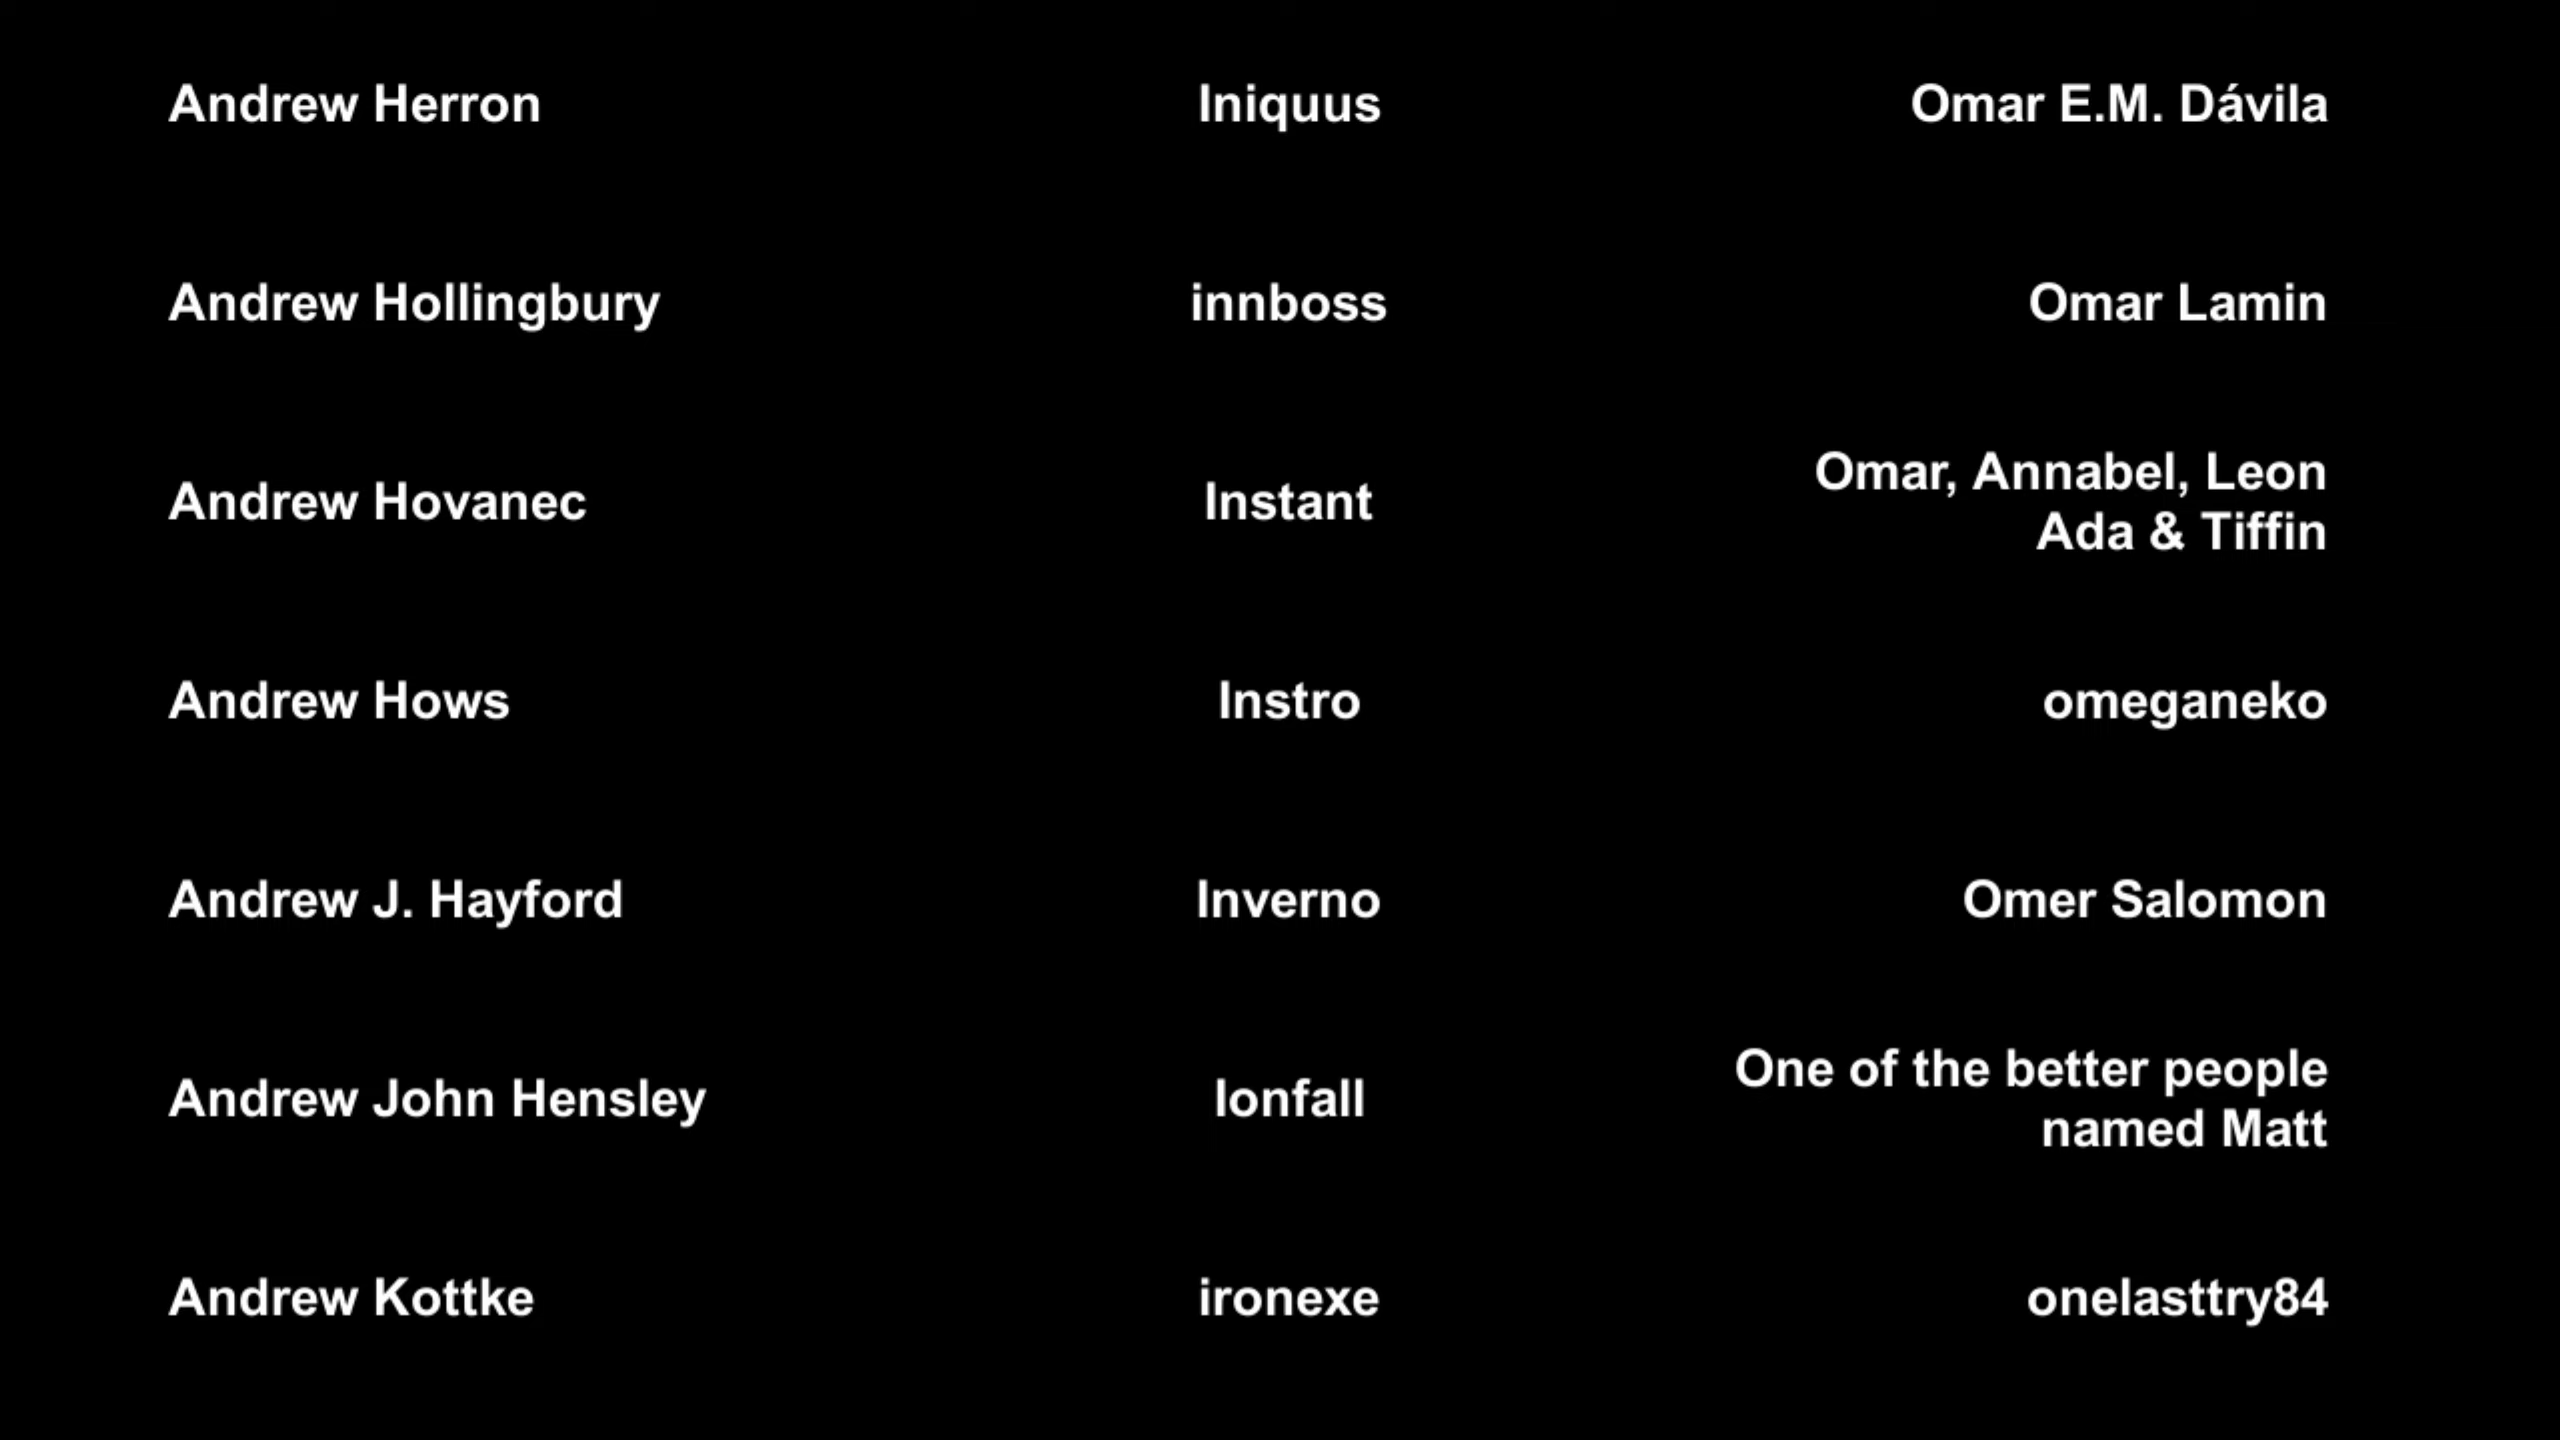 Andrew Herron
Iniquus
Omar E.M. Dávila
Andrew Hollingbury
innboss
Omar Lamin
Andrew Hovanec
Instant
Omar, Annabel, Leon
Ada & Tiffin
Andrew Hows
Instro
omeganeko
Andrew J. Hayford
Inverno
Omer Salomon
Andrew John Hensley
Ionfall
One of the better people
named Matt
Andrew Kottke
ironexe
onelasttry84